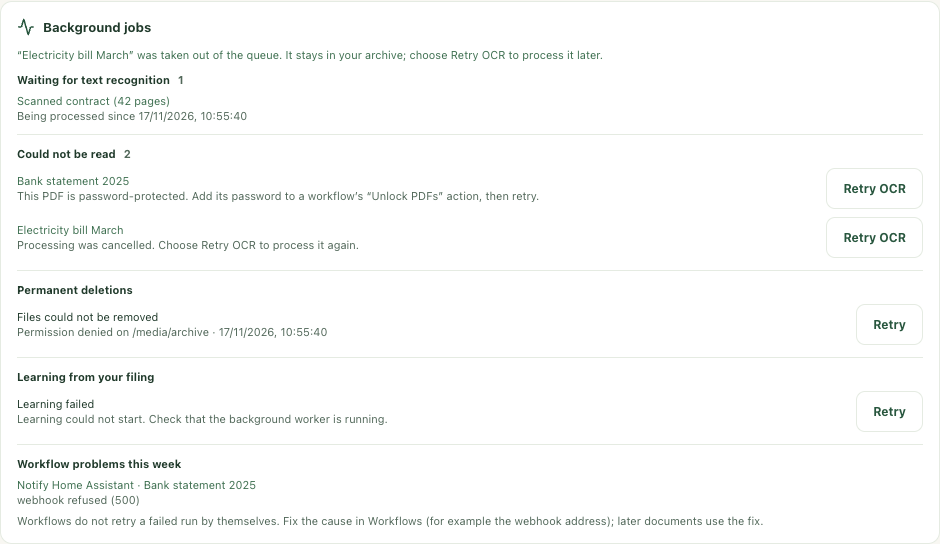 Background jobs
“Electricity bill March” was taken out of the queue. It stays in your archive; choose Retry OCR to process it later.
Waiting for text recognition 1
Scanned contract (42 pages)
Being processed since 17/11/2026, 10:55:40
Could not be read 2
Bank statement 2025
This PDF is password-protected. Add its password to a workflow’s “Unlock PDFs” action, then retry.
Retry OCR
Electricity bill March
Processing was cancelled. Choose Retry OCR to process it again.
Retry OCR
Permanent deletions
Files could not be removed
Permission denied on /media/archive · 17/11/2026, 10:55:40
Retry
Learning from your filing
Learning failed
Learning could not start. Check that the background worker is running.
Retry
Workflow problems this week
Notify Home Assistant · Bank statement 2025
webhook refused (500)
Workflows do not retry a failed run by themselves. Fix the cause in Workflows (for example the webhook address); later documents use the fix.